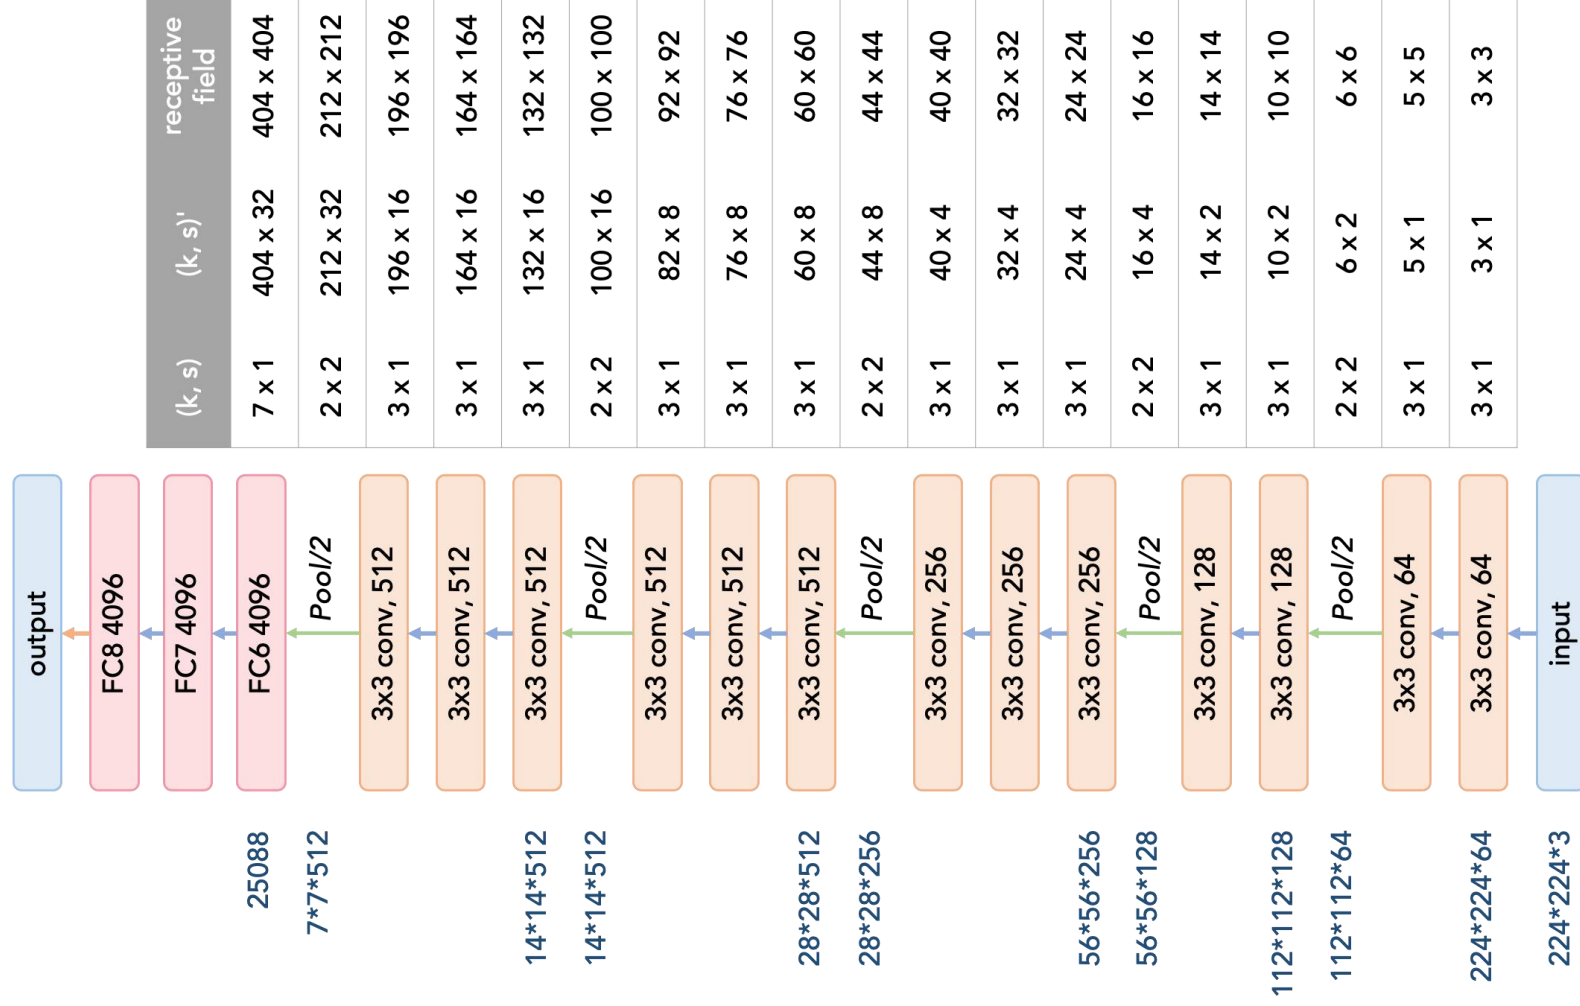 receptive
field
(k, s)'
(k, s)
404 x 404
404 x 32
7 x 1
212 x 212
212 x 32
2 x 2
196 x 196
196 x 16
3 x 1
164 x 164
164 x 16
3 x 1
132 x 132
132 x 16
3 x 1
100 x 100
100 x 16
2 x 2
92 x 92
82 x 8
3 x 1
76 x 76
76 x 8
3 x 1
60 x 60
60 x 8
3 x 1
44 x 44
44 x 8
2 x 2
40 x 40
40 x 4
3 x 1
32 x 32
32 x 4
3 x 1
24 x 24
24 x 4
3 x 1
16 x 16
16 x 4
2 x 2
14 x 14
14 x 2
3 x 1
10 x 10
10 x 2
3 x 1
6 x 6
6 x 2
2 x 2
5 x 5
5 x 1
3 x 1
3 x 3
3 x 1
3 x 1
output
FC8 4096
FC7 4096
FC6 4096
Pool/2
3x3 conv, 512
3x3 conv, 512
3x3 conv, 512
Pool/2
3x3 conv, 512
3x3 conv, 512
3x3 conv, 512
Pool/2
3x3 conv, 256
3x3 conv, 256
3x3 conv, 256
Pool/2
3x3 conv, 128
3x3 conv, 128
Pool/2
3x3 conv, 64
3x3 conv, 64
input
25088
7*7*512
14*14*512
14*14*512
28*28*512
28*28*256
56*56*256
56*56*128
112*112*128
112*112*64
224*224*64
224*224*3